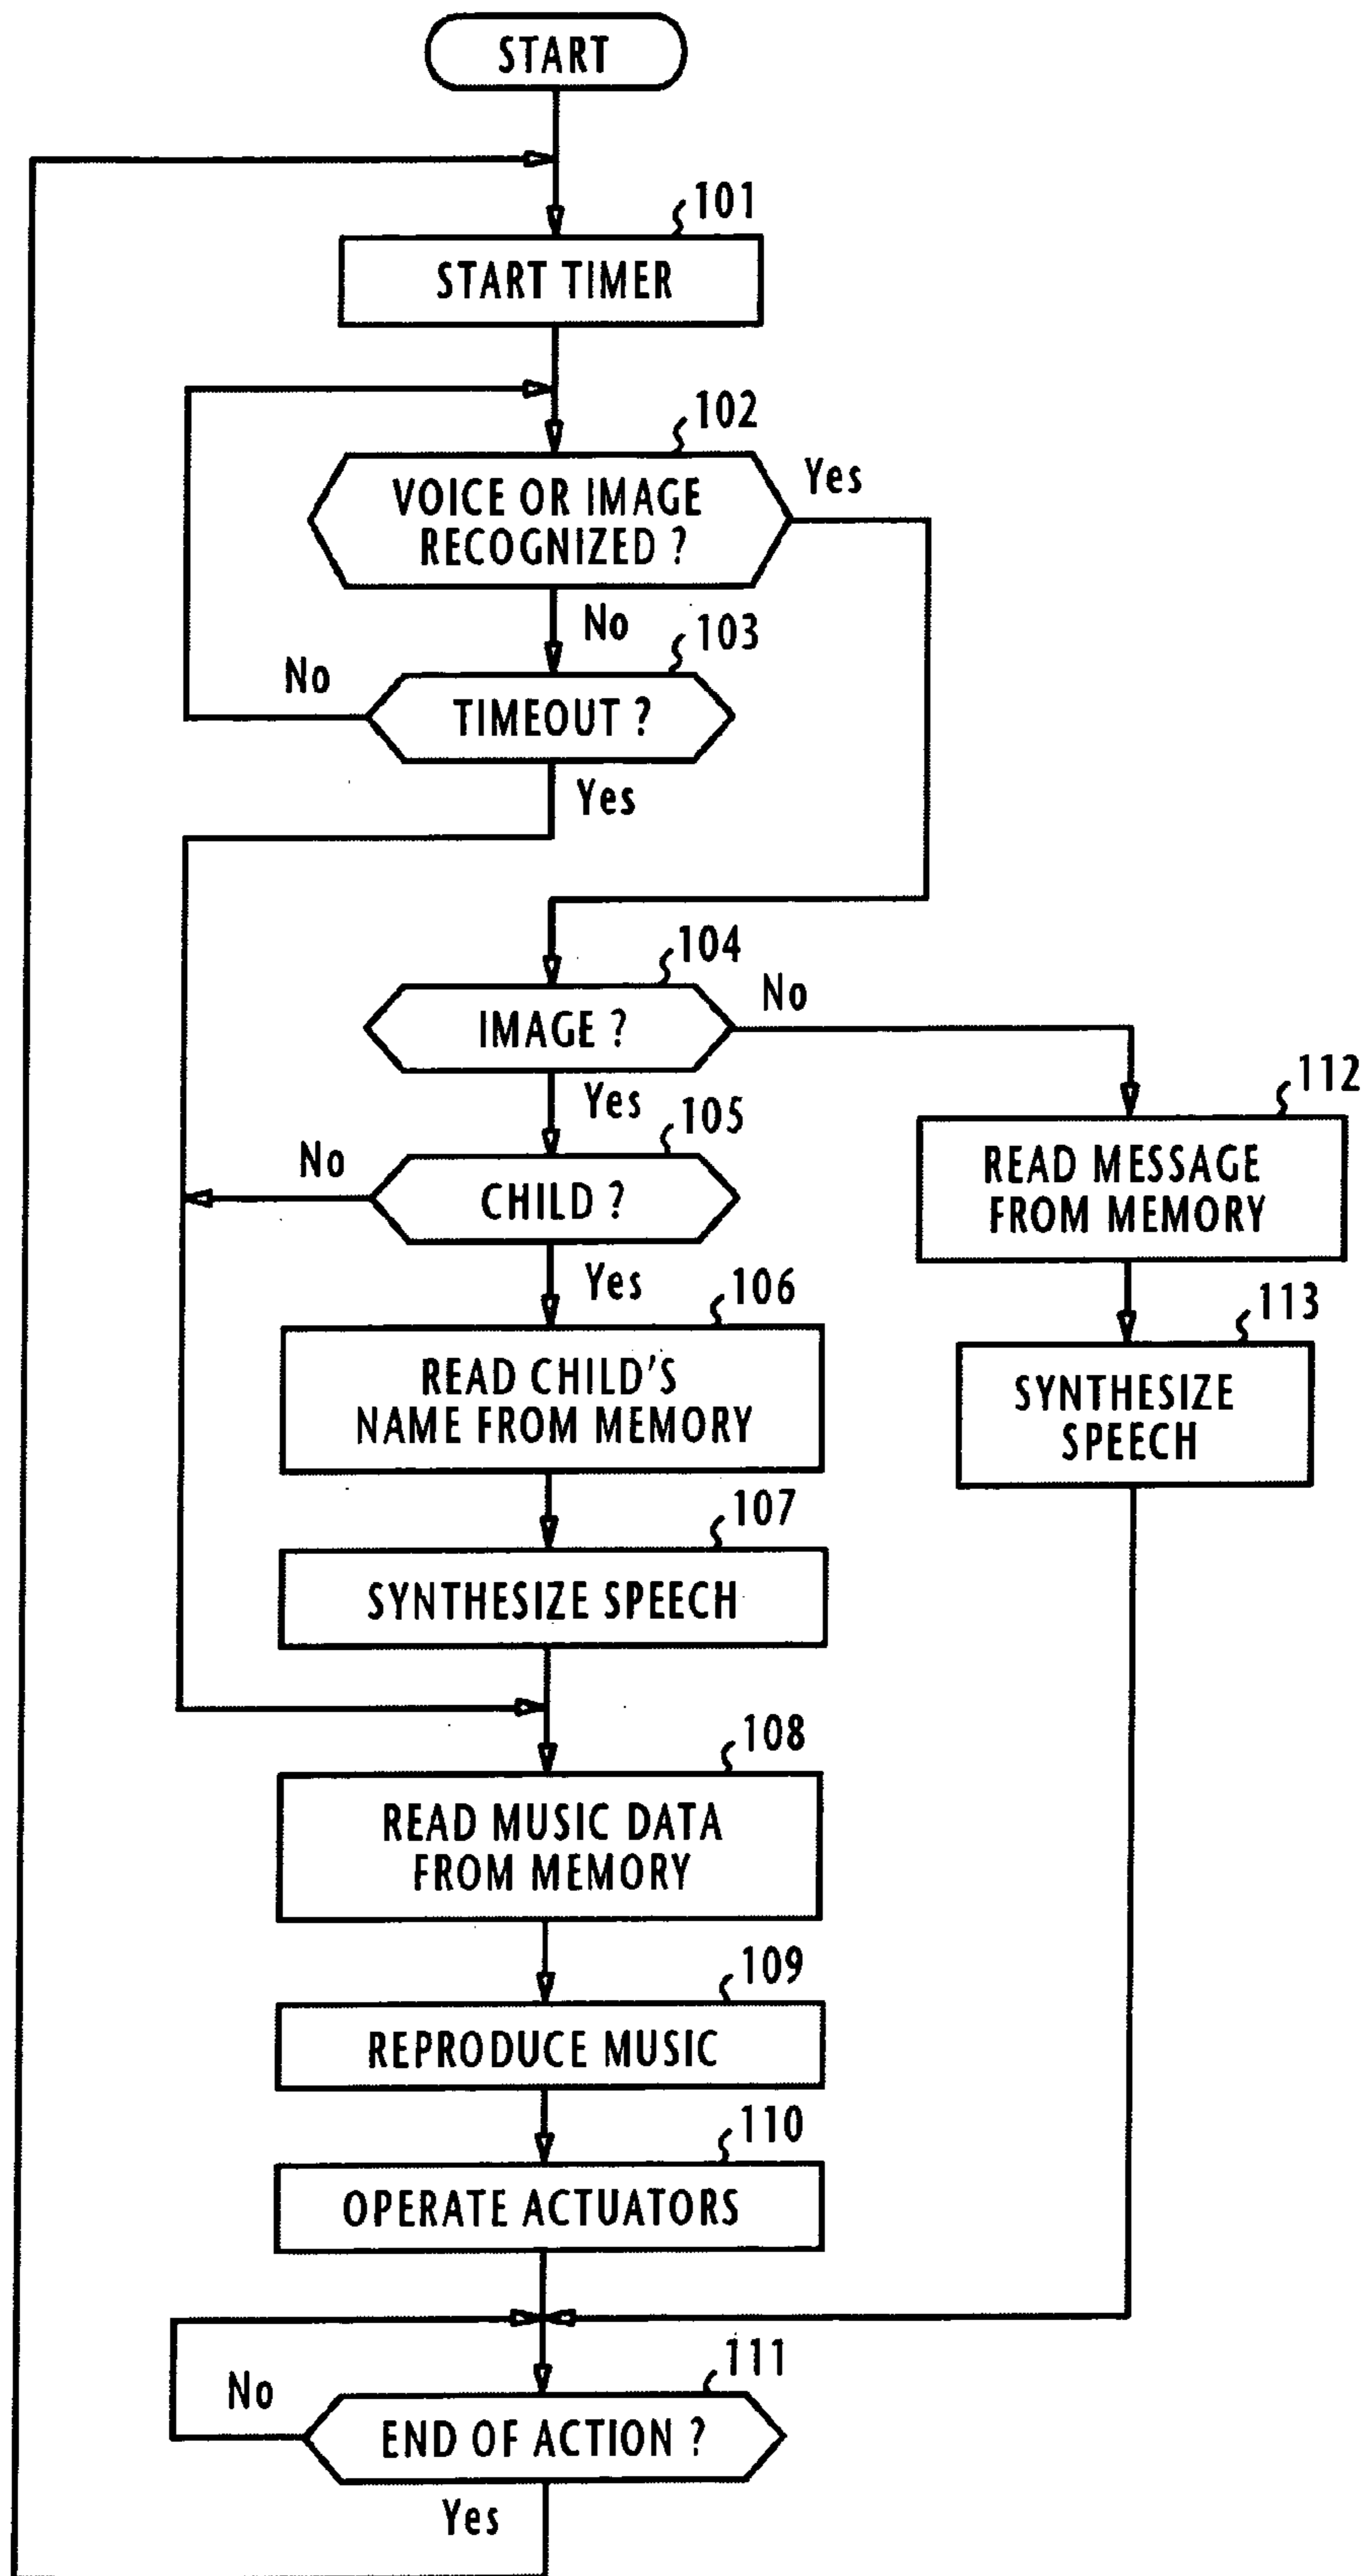 START
101
START TIMER
102
VOICE OR IMAGE
RECOGNIZED ?
Yes
No
103
No
TIMEOUT ?
Yes
104
IMAGE ?
No
Yes
105
No
CHILD ?
Yes
112
READ MESSAGE
FROM MEMORY
106
READ CHILD'S
NAME FROM MEMORY
113
SYNTHESIZE
SPEECH
107
SYNTHESIZE SPEECH
108
READ MUSIC DATA
FROM MEMORY
109
REPRODUCE MUSIC
110
OPERATE ACTUATORS
111
No
END OF ACTION ?
Yes